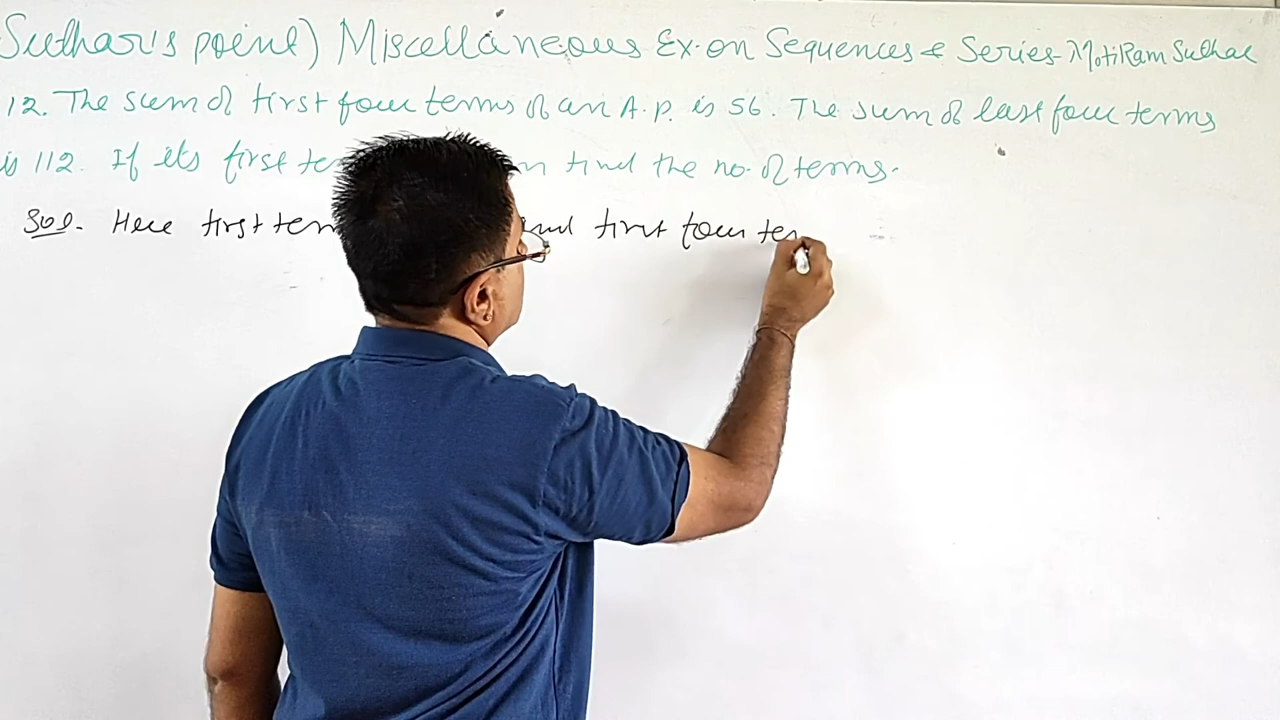 Suthar's point) Miscellaneous Ex. on Sequences & Series - MotiRam Suthar
12. The sum of first four terms of an A.P. is 56. The sum of last four terms
is 112. If its first te n find the no. of terms.
Sol. Here first term and first four ter